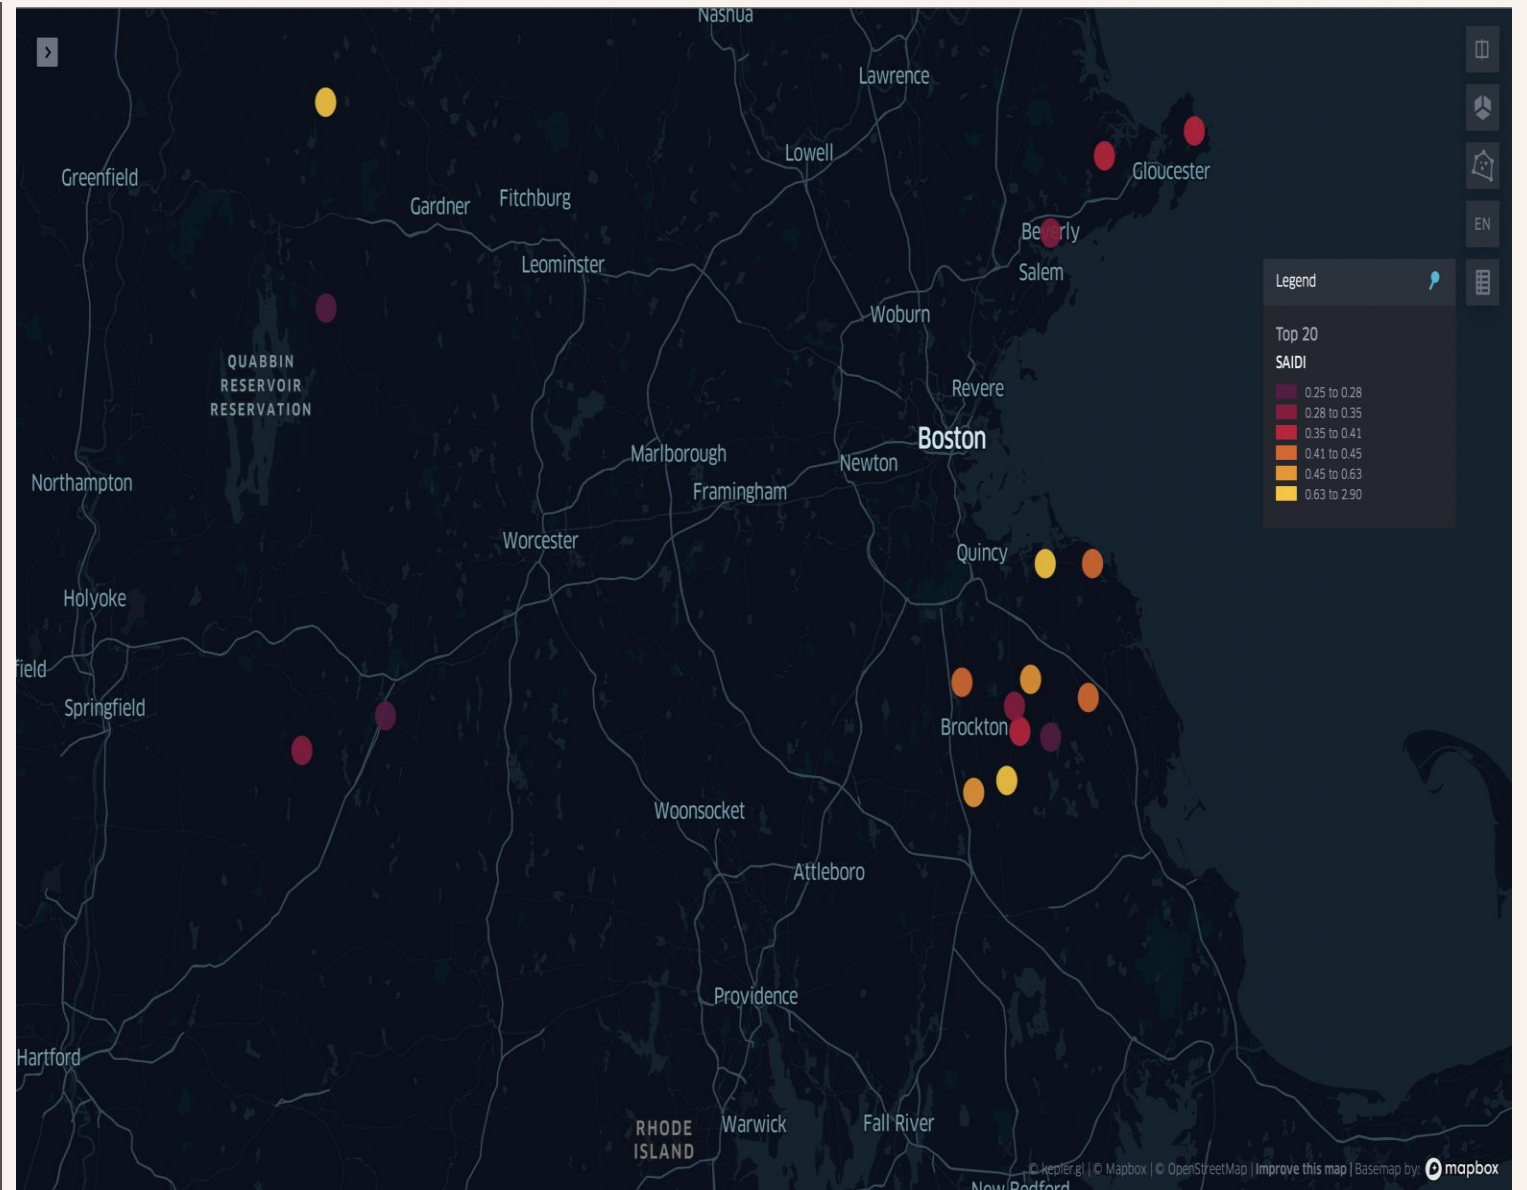 Nashua
Lawrence
Lowell
Gloucester
Greenfield
Gardner
Fitchburg
Beverly
EN
Leominster
Salem
Legend
Woburn
Top 20
SAIDI
QUABBIN
RESERVOIR
RESERVATION
Revere
0.25 to 0.28
0.28 to 0.35
0.35 to 0.41
0.41 to 0.45
0.45 to 0.63
0.63 to 2.90
Boston
Marlborough
Newton
Northampton
Framingham
Worcester
Quincy
Holyoke
field
Springfield
Brockton
Woonsocket
Attleboro
Providence
Hartford
RHODE
ISLAND
Warwick
Fall River
© kepler.gl | © Mapbox | © OpenStreetMap | Improve this map | Basemap by: mapbox
New Bedford